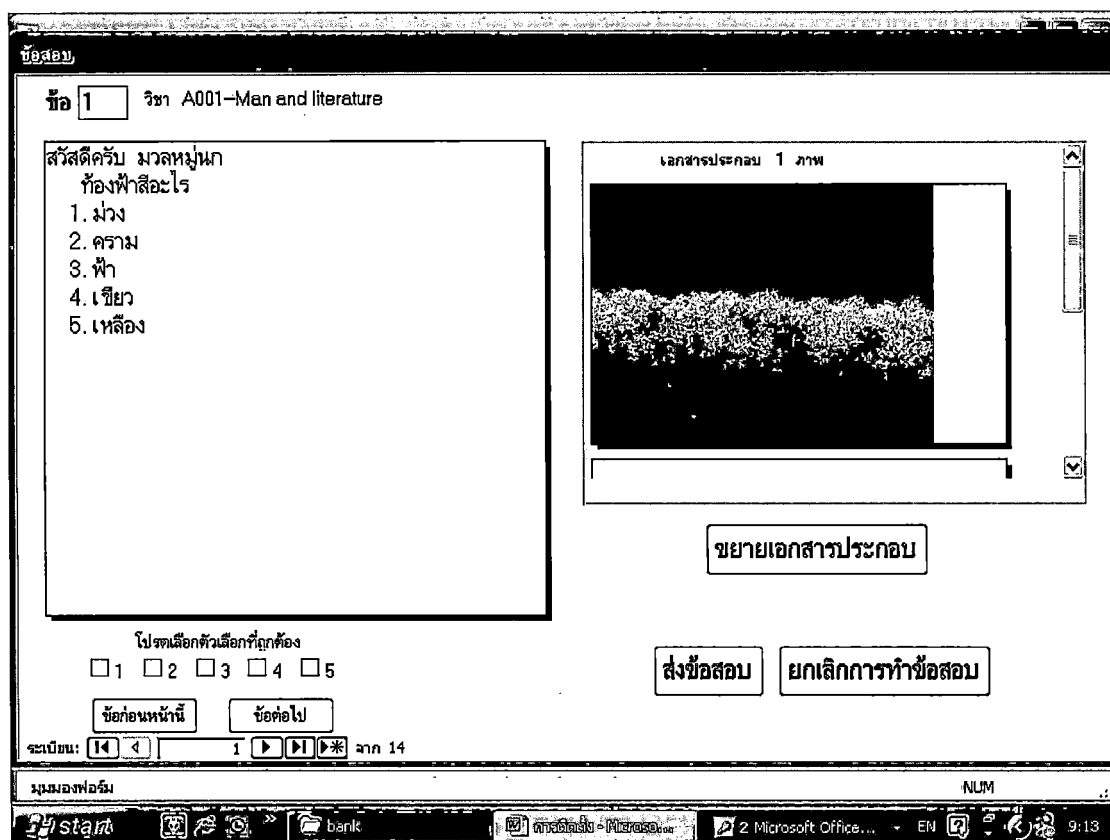 ข้อสอบ
ข้อ 1 วิชา A001-Man and literature
สวัสดีครับ มวลหมู่นก
ท้องฟ้าสีอะไร
1. ม่วง
2. คราม
3. ฟ้า
4. เขียว
5. เหลือง
เอกสารประกอบ 1 ภาพ
ขยายเอกสารประกอบ
โปรดเลือกตัวเลือกที่ถูกต้อง
1 2 3 4 5
ส่งข้อสอบ ยกเลิกการทำข้อสอบ
ข้อก่อนหน้านี้ ข้อต่อไป
ระเบียน: 1 จาก 14
มุมมองฟอร์ม NUM
start bank การติดตั้ง - Microso... 2 Microsoft Office... EN 9:13